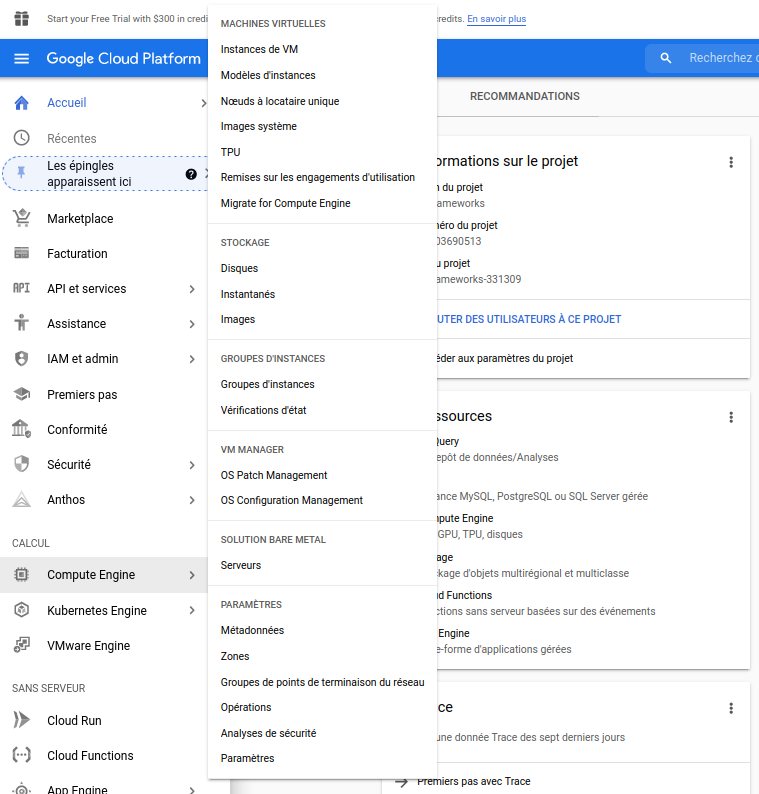 Start your Free Trial with $300 in credi
redits. En savoir plus
Google Cloud Platform
Recherchez
Accueil
Récentes
Les épingles
apparaissent ici
Marketplace
Facturation
API et services
Assistance
IAM et admin
Premiers pas
Conformité
Sécurité
Anthos
CALCUL
Compute Engine
Kubernetes Engine
VMware Engine
SANS SERVEUR
Cloud Run
Cloud Functions
App Engine
MACHINES VIRTUELLES
Instances de VM
Modèles d'instances
Nœuds à locataire unique
Images système
TPU
Remises sur les engagements d'utilisation
Migrate for Compute Engine
STOCKAGE
Disques
Instantanés
Images
GROUPES D'INSTANCES
Groupes d'instances
Vérifications d'état
VM MANAGER
OS Patch Management
OS Configuration Management
SOLUTION BARE METAL
Serveurs
PARAMÈTRES
Métadonnées
Zones
Groupes de points de terminaison du réseau
Opérations
Analyses de sécurité
Paramètres
RECOMMANDATIONS
ormations sur le projet
n du projet
ameworks
néro du projet
03690513
u projet
ameworks-331309
UTER DES UTILISATEURS À CE PROJET
éder aux paramètres du projet
ssources
Query
epôt de données/Analyses
ance MySQL, PostgreSQL ou SQL Server gérée
npute Engine
GPU, TPU, disques
age
ckage d'objets multirégional et multiclasse
ud Functions
ctions sans serveur basées sur des événements
Engine
e-forme d'applications gérées
ce
une donnée Trace des sept derniers jours
Premiers pas avec Trace